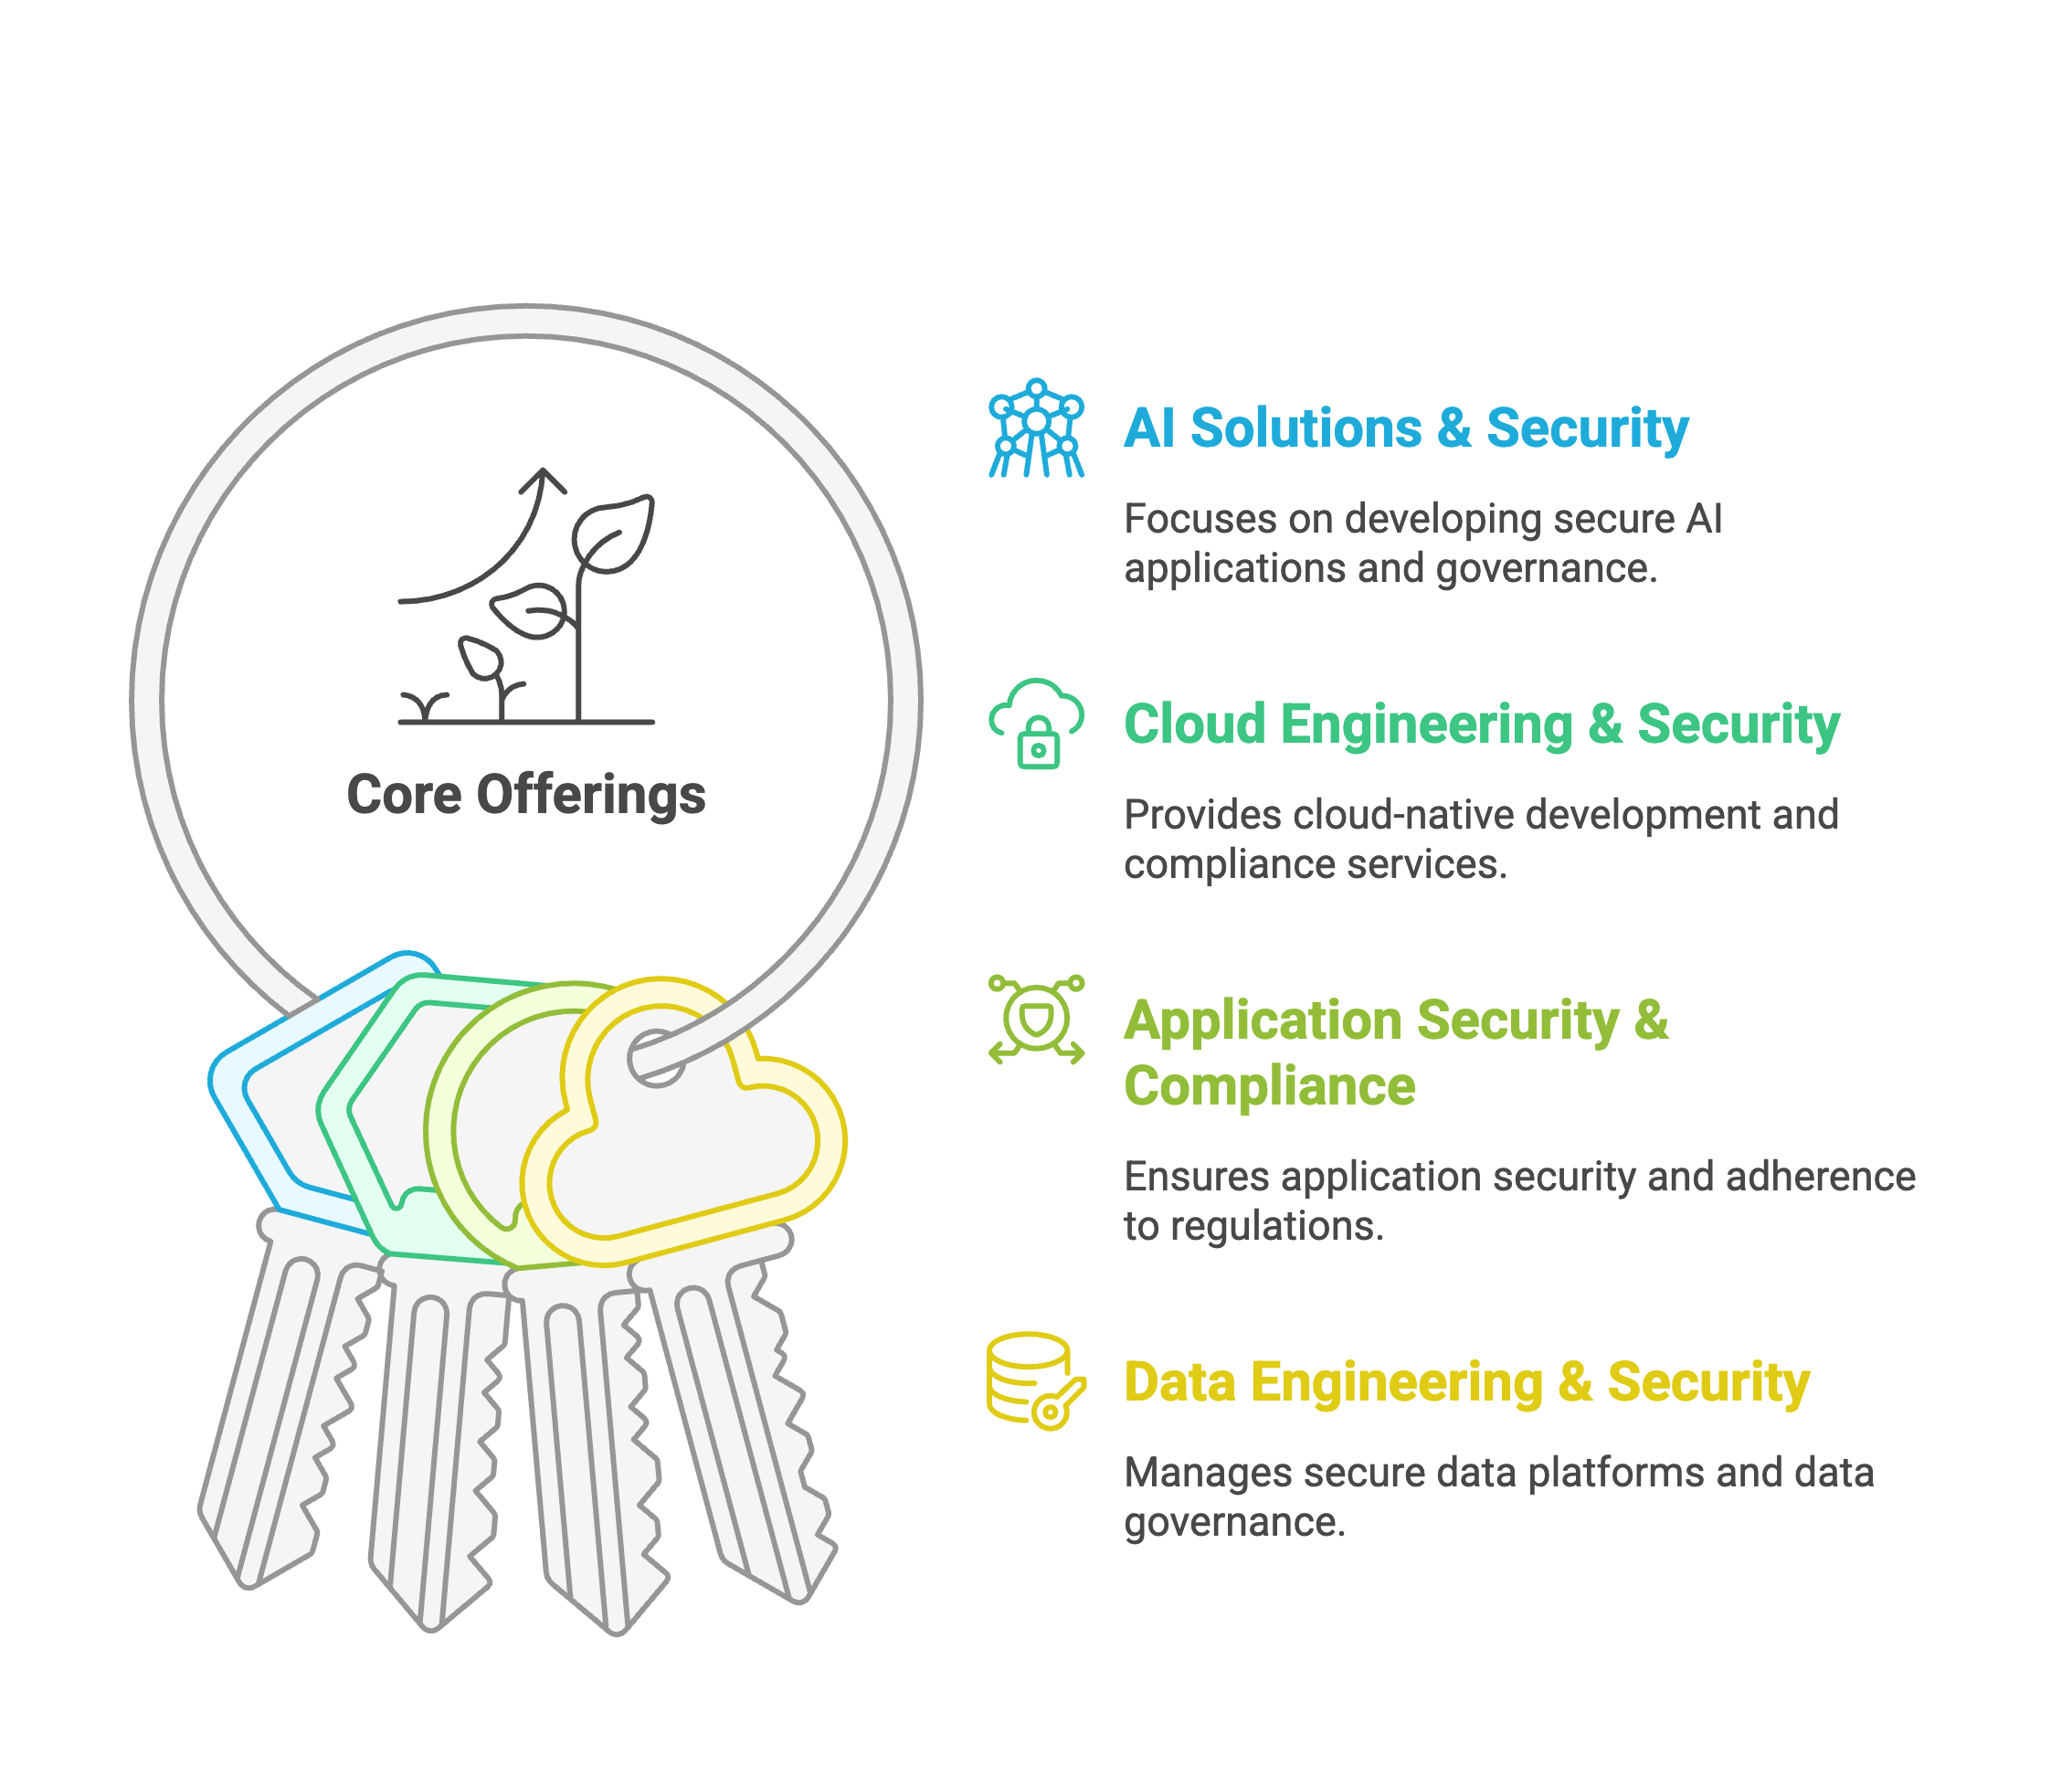 Core Offerings
AI Solutions & Security
Focuses on developing secure AI
applications and governance.
Cloud Engineering & Security
Provides cloud-native development and
compliance services.
Application Security &
Compliance
Ensures application security and adherence
to regulations.
Data Engineering & Security
Manages secure data platforms and data
governance.